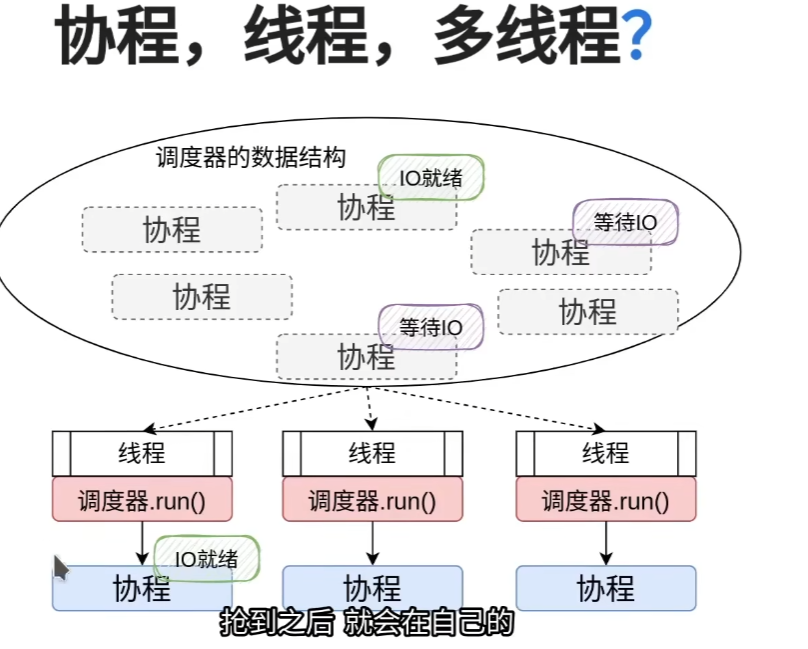 协程，线程，多线程？
调度器的数据结构
IO就绪
协程
协程
等待IO
协程
协程
协程
等待IO
协程
线程
线程
线程
调度器.run()
调度器.run()
调度器.run()
IO就绪
协程
协程
协程
抢到之后 就会在自己的